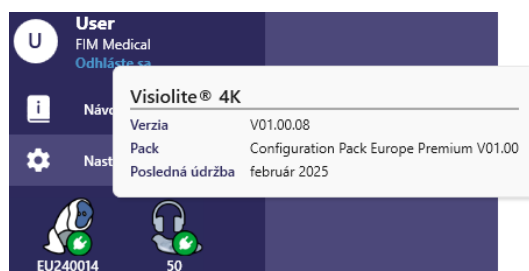 U
User
FIM Medical
Odhláste sa
Visiolite® 4K
Verzia V01.00.08
Pack Configuration Pack Europe Premium V01.00
Posledná údržba február 2025
i
Návo
Nast
EU240014 50